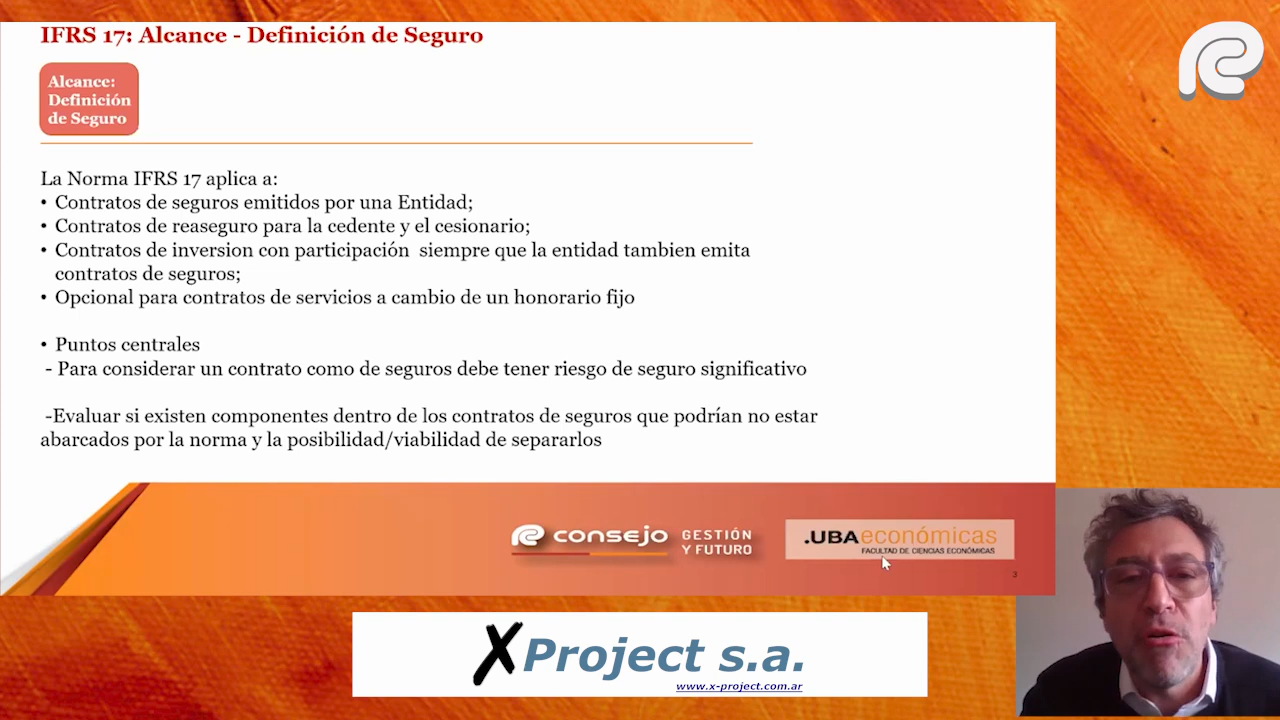 IFRS 17: Alcance - Definición de Seguro
Alcance:
Definición
de Seguro
La Norma IFRS 17 aplica a:
• Contratos de seguros emitidos por una Entidad;
• Contratos de reaseguro para la cedente y el cesionario;
• Contratos de inversion con participación siempre que la entidad tambien emita
contratos de seguros;
• Opcional para contratos de servicios a cambio de un honorario fijo
• Puntos centrales
- Para considerar un contrato como de seguros debe tener riesgo de seguro significativo
-Evaluar si existen componentes dentro de los contratos de seguros que podrían no estar
abarcados por la norma y la posibilidad/viabilidad de separarlos
consejo
GESTIÓN
Y FUTURO
.UBAeconómicas
FACULTAD DE CIENCIAS ECONÓMICAS
3
XProject s.a.
www.x-project.com.ar